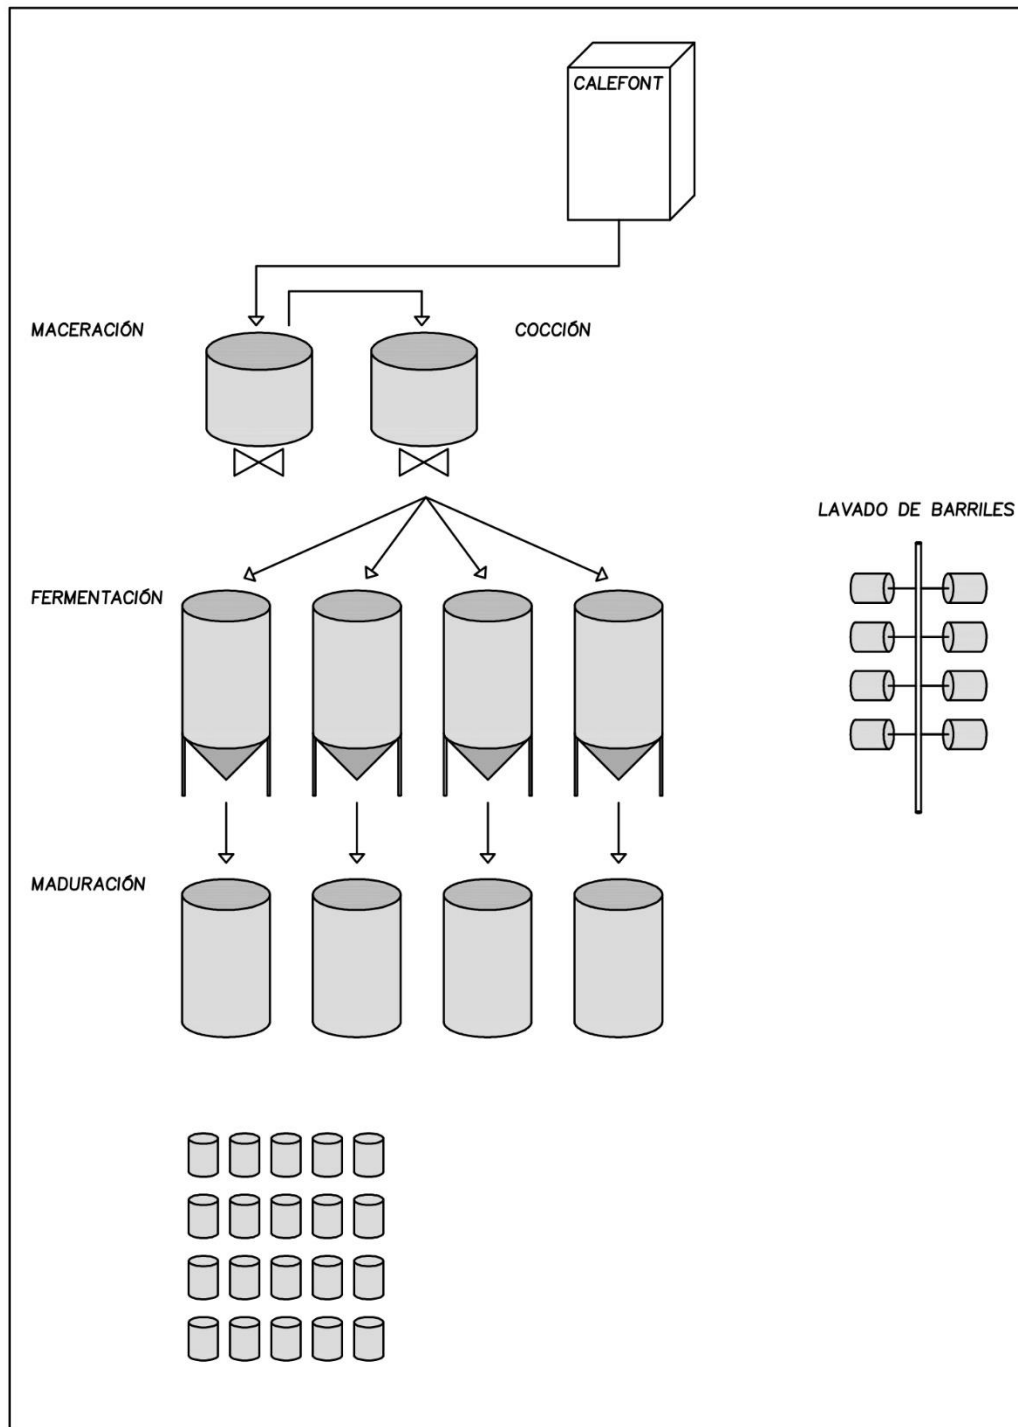 CALEFONT
MACERACIÓN
COCCIÓN
LAVADO DE BARRILES
FERMENTACIÓN
MADURACIÓN